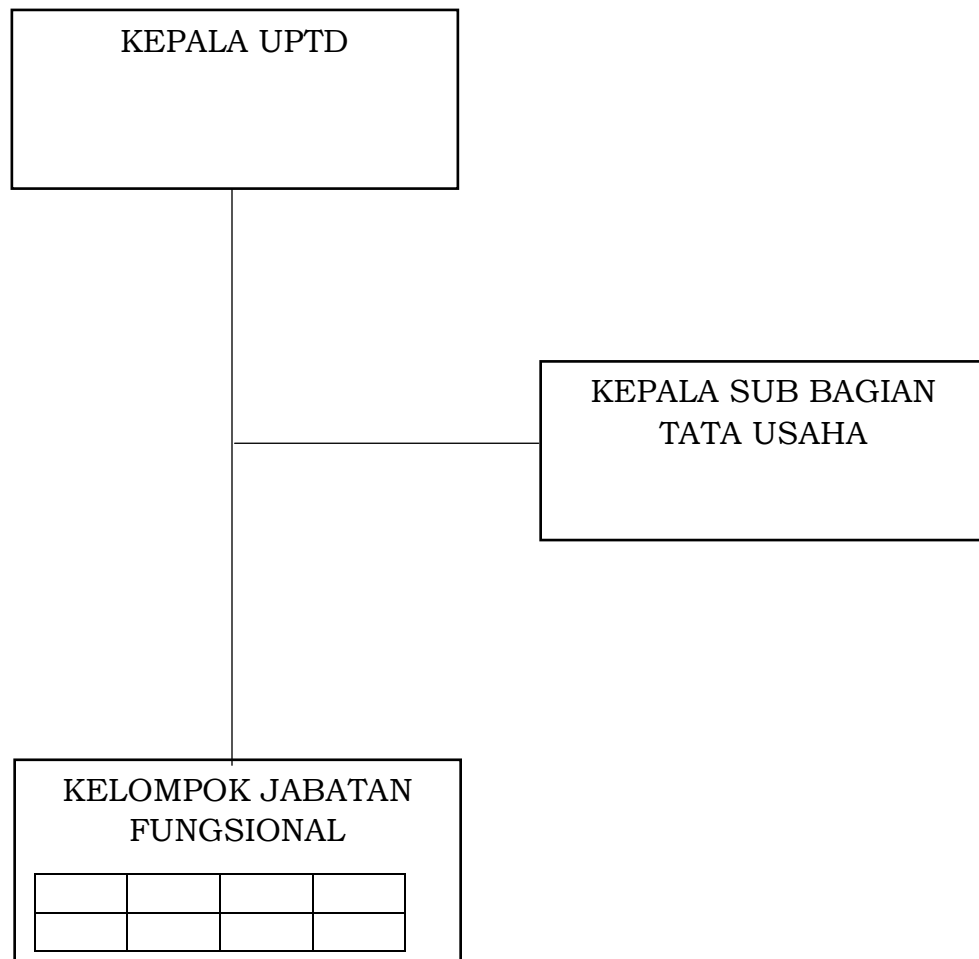 KEPALA UPTD
KEPALA SUB BAGIAN
TATA USAHA
KELOMPOK JABATAN
FUNGSIONAL